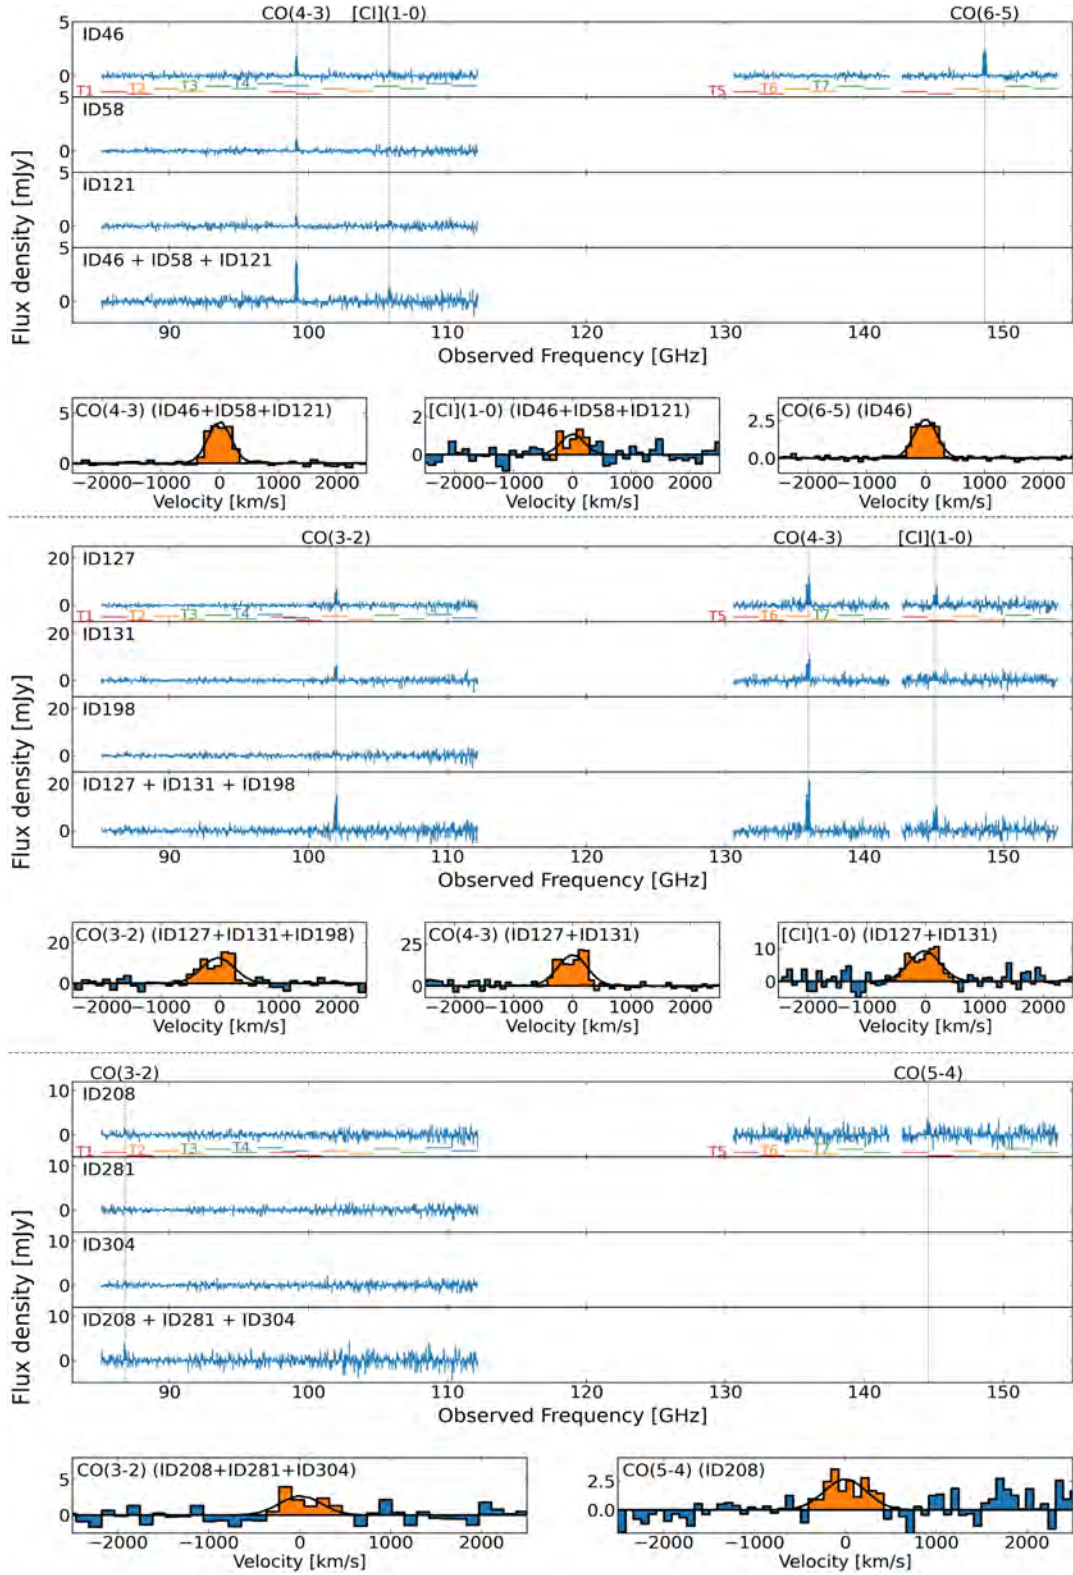 CO(4-3) [CI](1-0) CO(6-5)
Flux density [mJy]
5
ID46
0
T1 T2 T3 T4 T5 T6 T7
5
ID58
0
5
ID121
0
5
ID46 + ID58 + ID121
0
90 100 110 120 130 140 150
Observed Frequency [GHz]
CO(4-3) (ID46+ID58+ID121)
5
0
−2000 −1000 0 1000 2000
Velocity [km/s]
[CI](1-0) (ID46+ID58+ID121)
2
0
−2000 −1000 0 1000 2000
Velocity [km/s]
CO(6-5) (ID46)
2.5
0.0
−2000 −1000 0 1000 2000
Velocity [km/s]
CO(3-2) CO(4-3) [CI](1-0)
Flux density [mJy]
20
ID127
0
T1 T2 T3 T4 T5 T6 T7
20
ID131
0
20
ID198
0
20
ID127 + ID131 + ID198
0
90 100 110 120 130 140 150
Observed Frequency [GHz]
CO(3-2) (ID127+ID131+ID198)
20
0
−2000 −1000 0 1000 2000
Velocity [km/s]
CO(4-3) (ID127+ID131)
25
0
−2000 −1000 0 1000 2000
Velocity [km/s]
[CI](1-0) (ID127+ID131)
10
0
−2000 −1000 0 1000 2000
Velocity [km/s]
CO(3-2) CO(5-4)
Flux density [mJy]
10
ID208
0
T1 T2 T3 T4 T5 T6 T7
10
ID281
0
10
ID304
0
10
ID208 + ID281 + ID304
0
90 100 110 120 130 140 150
Observed Frequency [GHz]
CO(3-2) (ID208+ID281+ID304)
5
0
−2000 −1000 0 1000 2000
Velocity [km/s]
CO(5-4) (ID208)
2.5
0.0
−2000 −1000 0 1000 2000
Velocity [km/s]